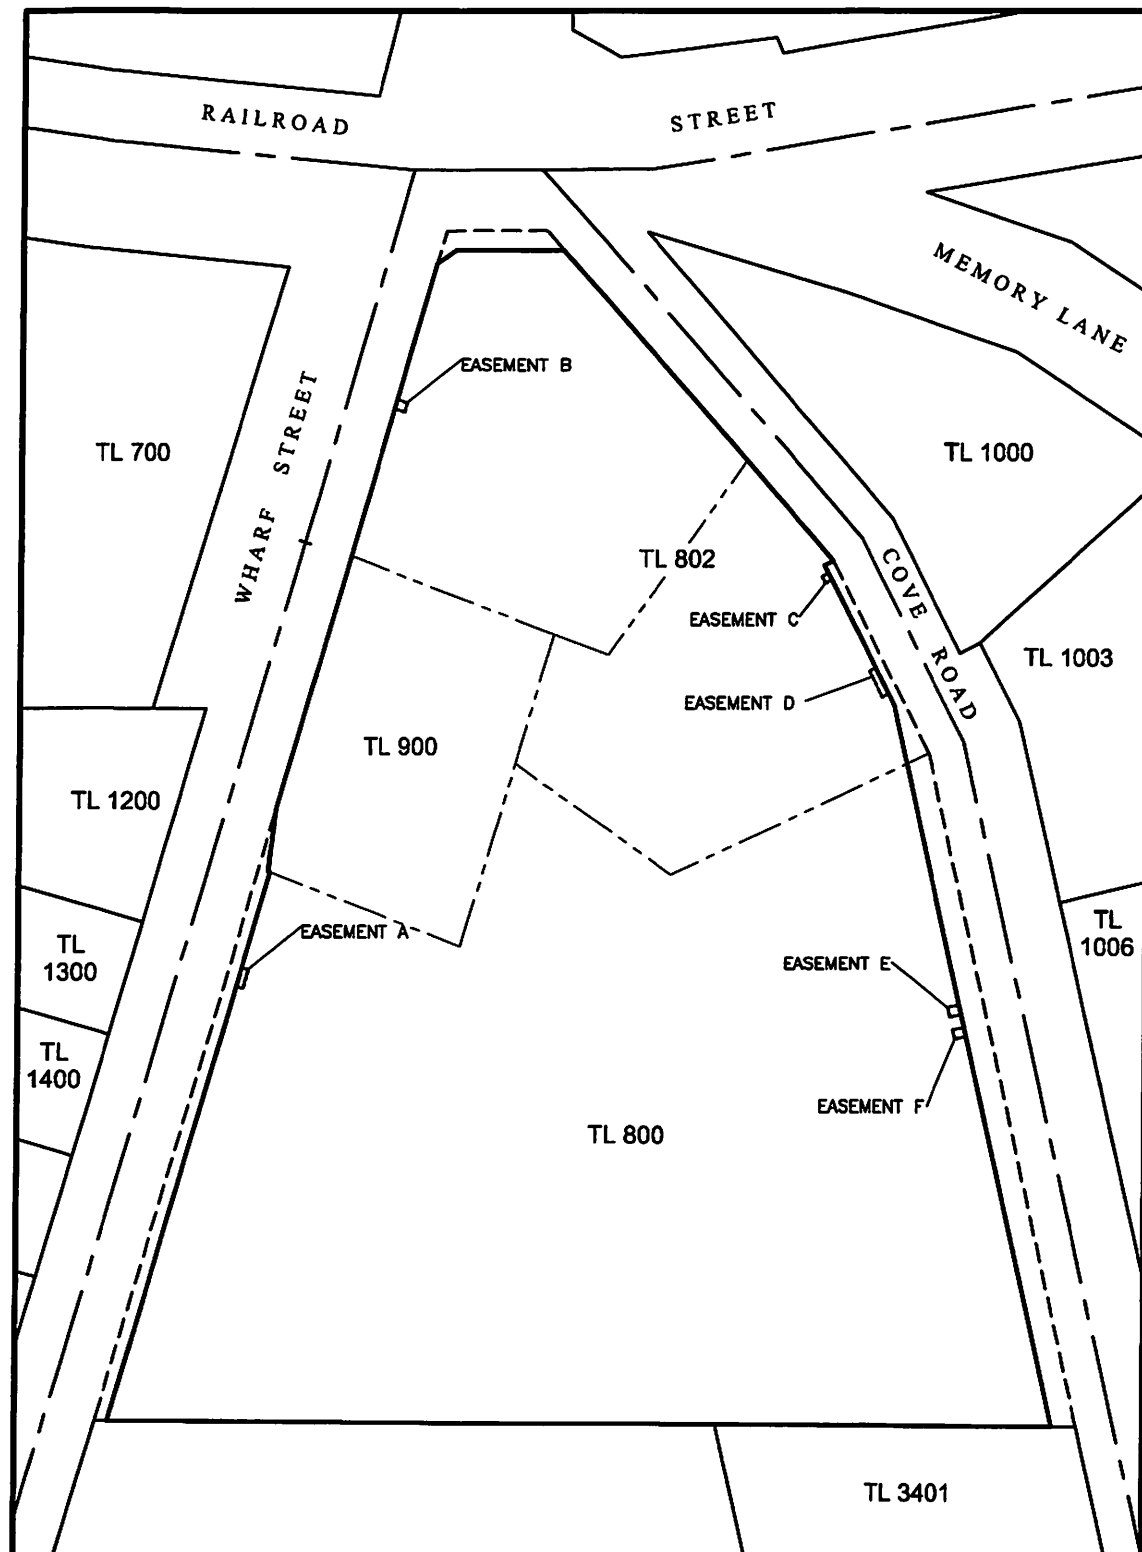 RAILROAD STREET
MEMORY LANE
EASEMENT B
WHARF STREET
TL 700
TL 1000
TL 802
COVE ROAD
EASEMENT C
TL 1003
EASEMENT D
TL 900
TL 1200
TL
1006
EASEMENT A
TL
1300
EASEMENT E
TL
1400
EASEMENT F
TL 800
TL 3401